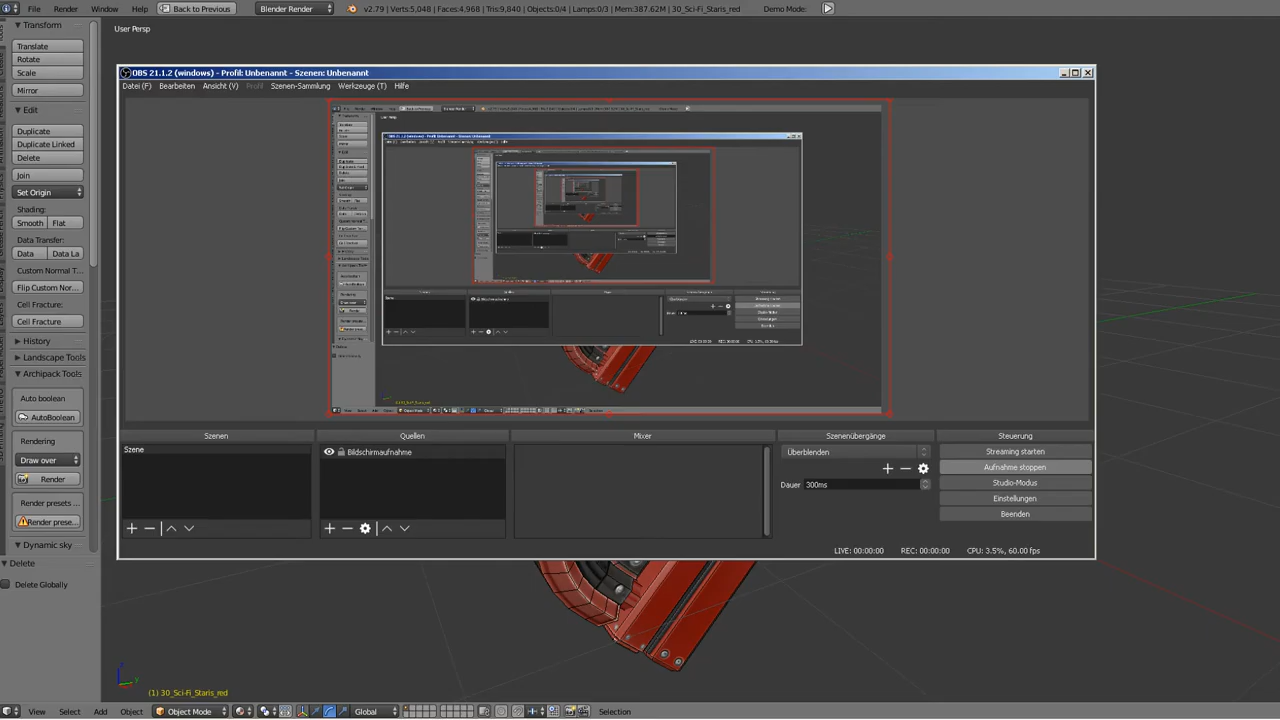 File Render Window Help Back to Previous Blender Render v2.79 | Verts:5,048 | Faces:4,968 | Tris:9,840 | Objects:0/4 | Lamps:0/3 | Mem:387.62M | 30_Sci-Fi_Staris_red Demo Mode:
Transform
User Persp
Translate
Rotate
Scale
Mirror
Edit
Duplicate
Duplicate Linked
Delete
Join
Set Origin
Shading:
Smooth Flat
Data Transfer:
Data Data La
Custom Normal T...
Flip Custom Nor...
Cell Fracture:
Cell Fracture
History
Landscape Tools
Archipack Tools
Auto boolean
AutoBoolean
Rendering
Draw over
Render
Render presets ...
Render prese...
Dynamic sky
Delete
Delete Globally
OBS 21.1.2 (windows) - Profil: Unbenannt - Szenen: Unbenannt
Datei (F) Bearbeiten Ansicht (V) Profil Szenen-Sammlung Werkzeuge (T) Hilfe
Szenen Quellen Mixer Szenenübergänge Steuerung
Szene Bildschirmaufnahme Überblenden Streaming starten
Aufnahme stoppen
Dauer 300ms Studio-Modus
Einstellungen
Beenden
LIVE: 00:00:00 REC: 00:00:00 CPU: 3.5%, 60.00 fps
(1) 30_Sci-Fi_Staris_red
View Select Add Object Object Mode Global Selection